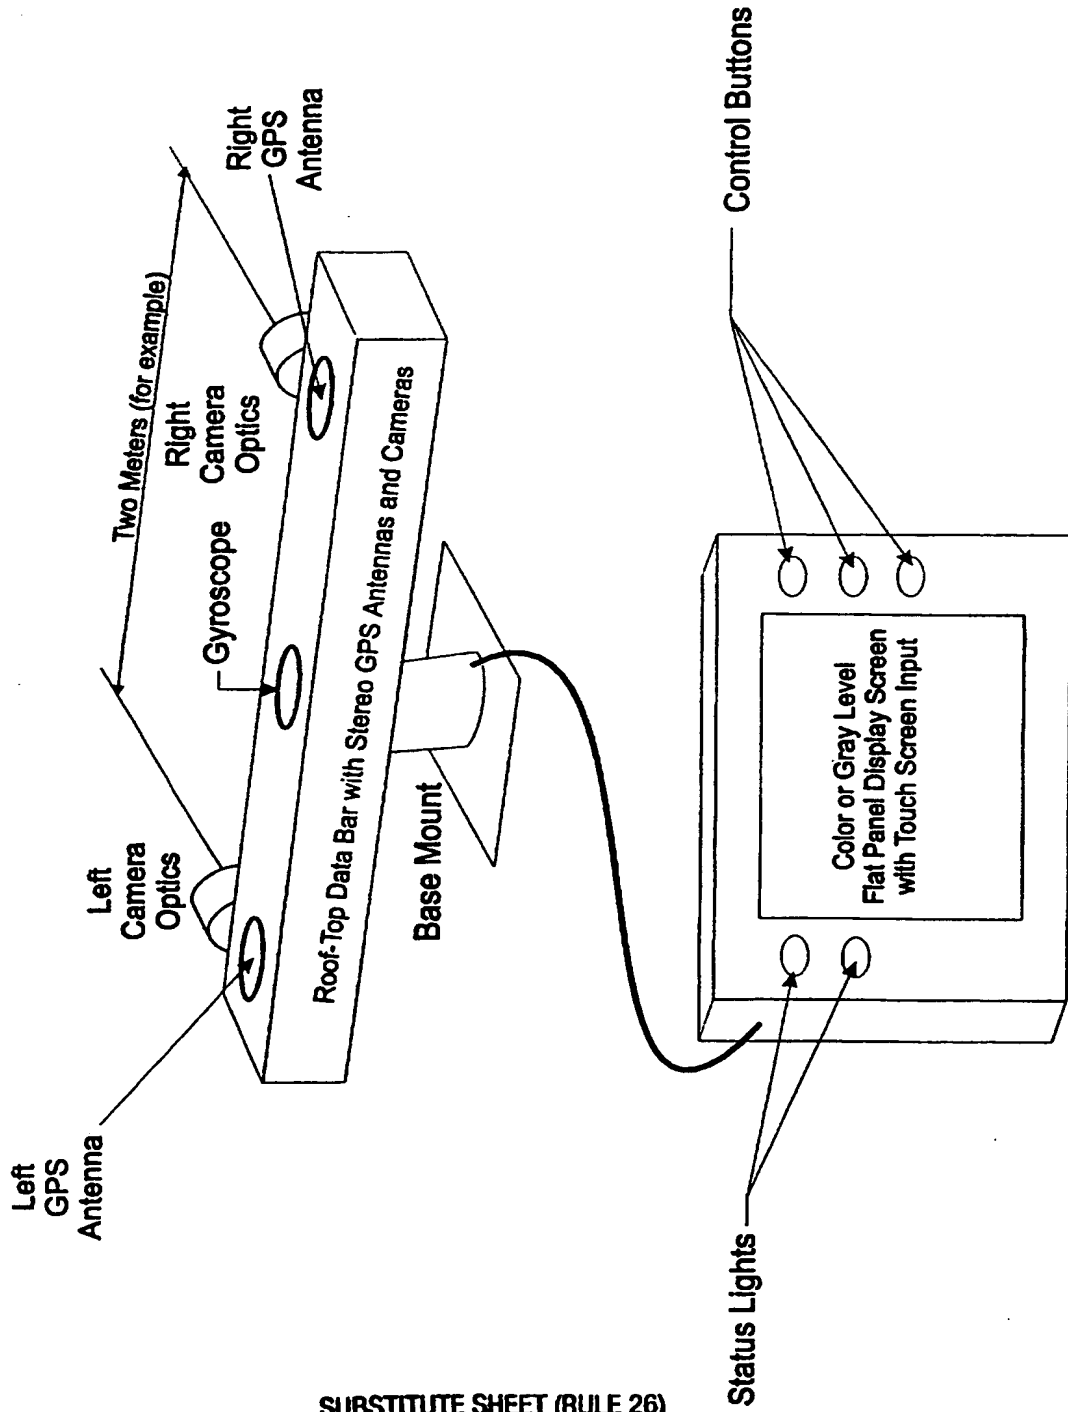 Left
GPS
Antenna
Left
Camera
Optics
Gyroscope
Two Meters (for example)
Right
Camera
Optics
Right
GPS
Antenna
Roof-Top Data Bar with Stereo GPS Antennas and Cameras
Base Mount
Status Lights
Color or Gray Level
Flat Panel Display Screen
with Touch Screen Input
Control Buttons
SUBSTITUTE SHEET (RULE 26)